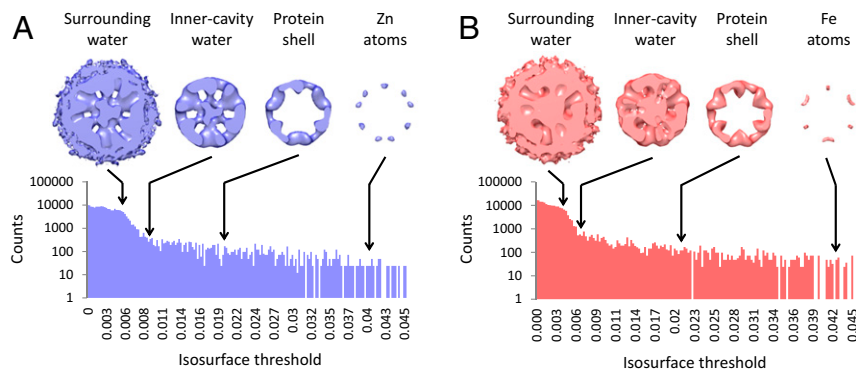 A
Surrounding water
Inner-cavity water
Protein shell
Zn atoms
100000
10000
1000
100
10
1
Counts
0 0.003 0.006 0.008 0.011 0.014 0.016 0.019 0.022 0.024 0.027 0.03 0.032 0.035 0.037 0.04 0.042 0.045
Isosurface threshold
B
Surrounding water
Inner-cavity water
Protein shell
Fe atoms
100000
10000
1000
100
10
1
Counts
0.000 0.003 0.006 0.009 0.011 0.014 0.017 0.02 0.023 0.025 0.028 0.031 0.034 0.036 0.039 0.042 0.045
Isosurface threshold